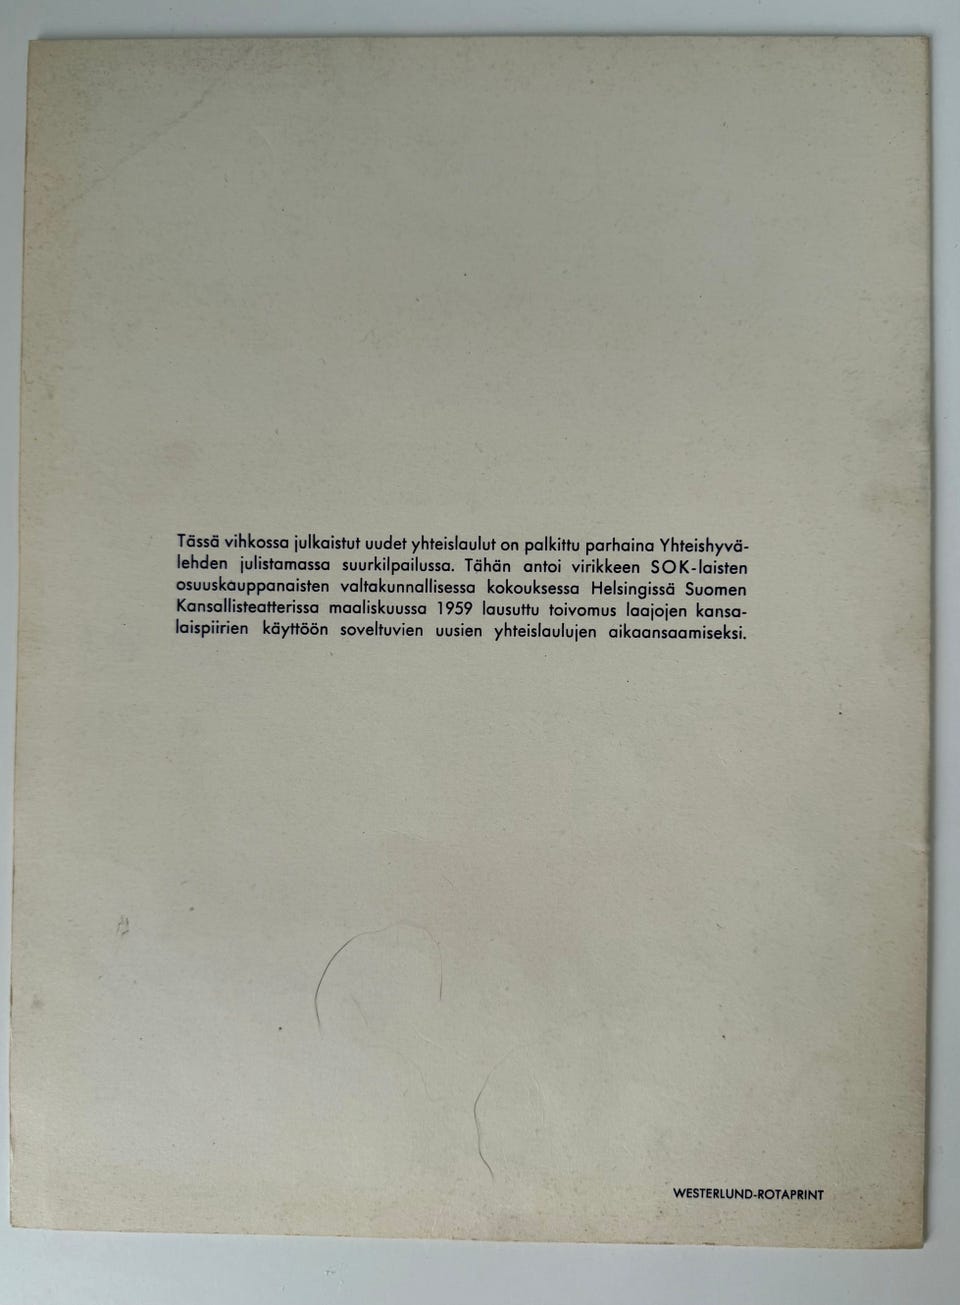 Tässä vihkossa julkaistut uudet yhteislaulut on palkittu parhaina Yhteishyvä-
lehden julistamassa suurkilpailussa. Tähän antoi virikkeen SOK-laisten
osuuskauppanaisten valtakunnallisessa kokouksessa Helsingissä Suomen
Kansallisteatterissa maaliskuussa 1959 lausuttu toivomus laajojen kansa-
laispiirien käyttöön soveltuvien uusien yhteislaulujen aikaansaamiseksi.
WESTERLUND-ROTAPRINT